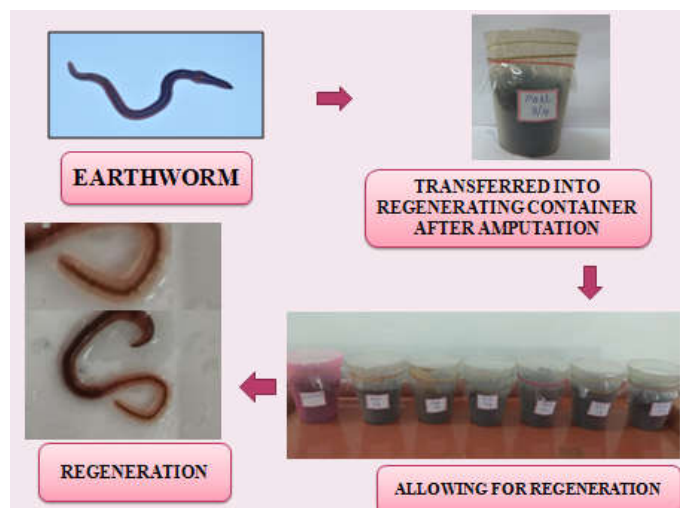 EARTHWORM
TRANSFERRED INTO
REGENERATING CONTAINER
AFTER AMPUTATION
ALLOWING FOR REGENERATION
REGENERATION